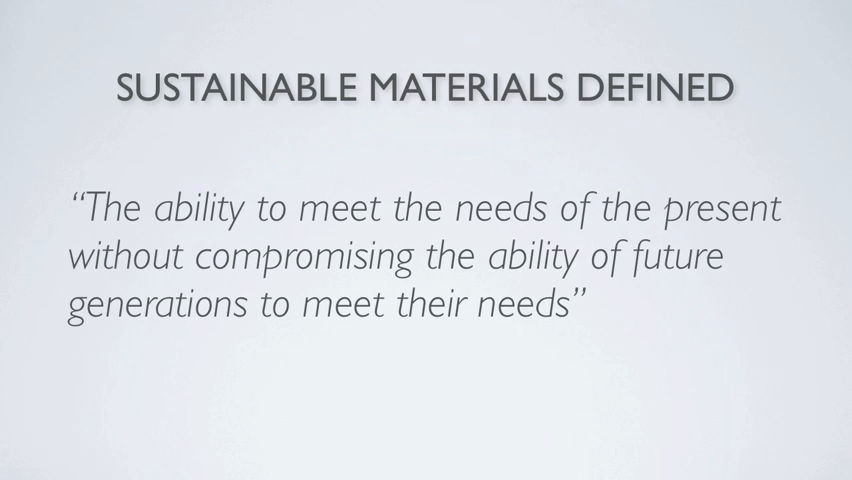 SUSTAINABLE MATERIALS DEFINED
“The ability to meet the needs of the present
without compromising the ability of future
generations to meet their needs”